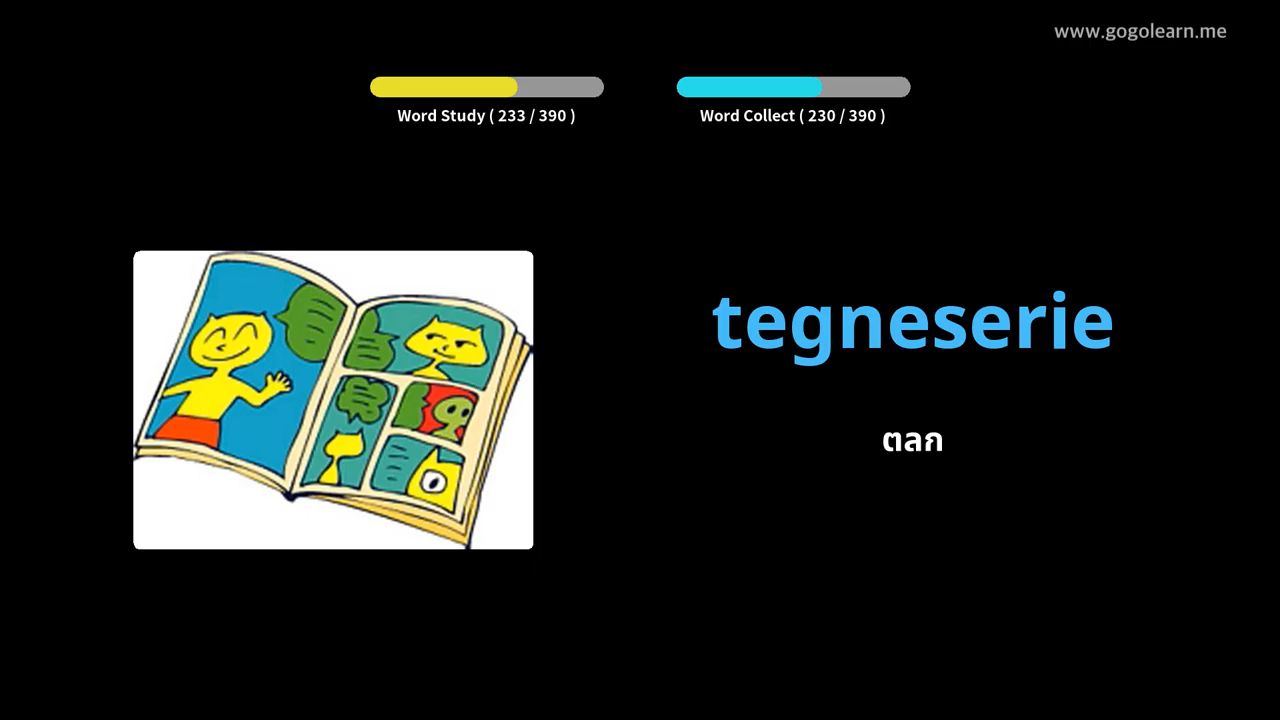 www.gogolearn.me
Word Study ( 233 / 390 )
Word Collect ( 230 / 390 )
tegneserie
ตลก